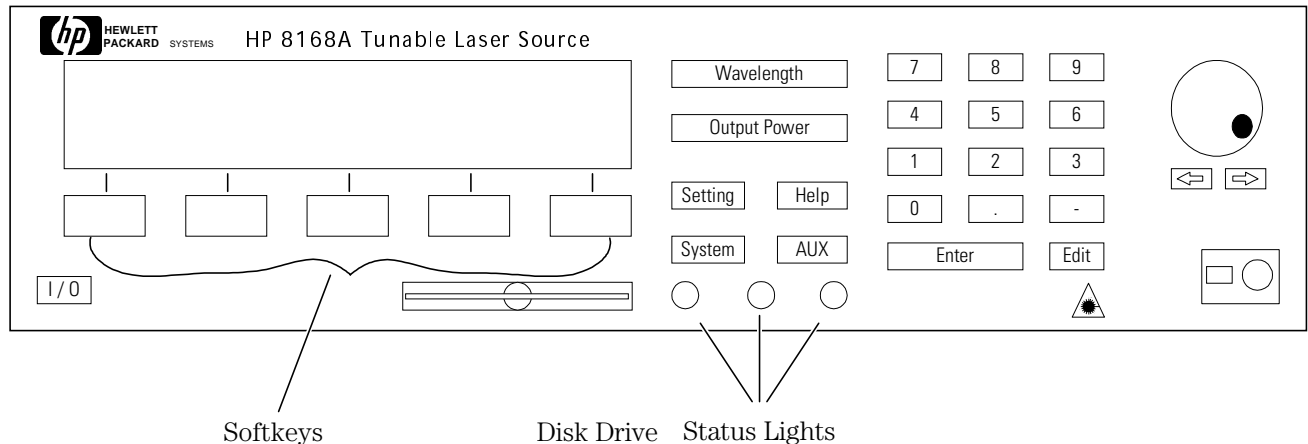 hp HEWLETT
PACKARD SYSTEMS HP 8168A Tunable Laser Source
Wavelength
Output Power
Setting Help
System AUX
7 8 9
4 5 6
1 2 3
0 . -
Enter Edit
I / 0
Softkeys Disk Drive Status Lights